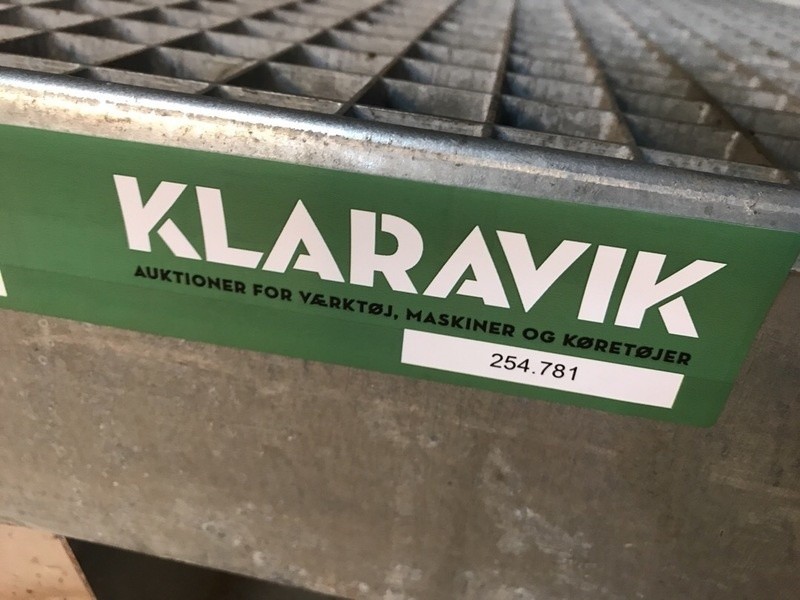 KLARAVIK
AUKTIONER FOR VÆRKTØJ, MASKINER OG KØRETØJER
254.781